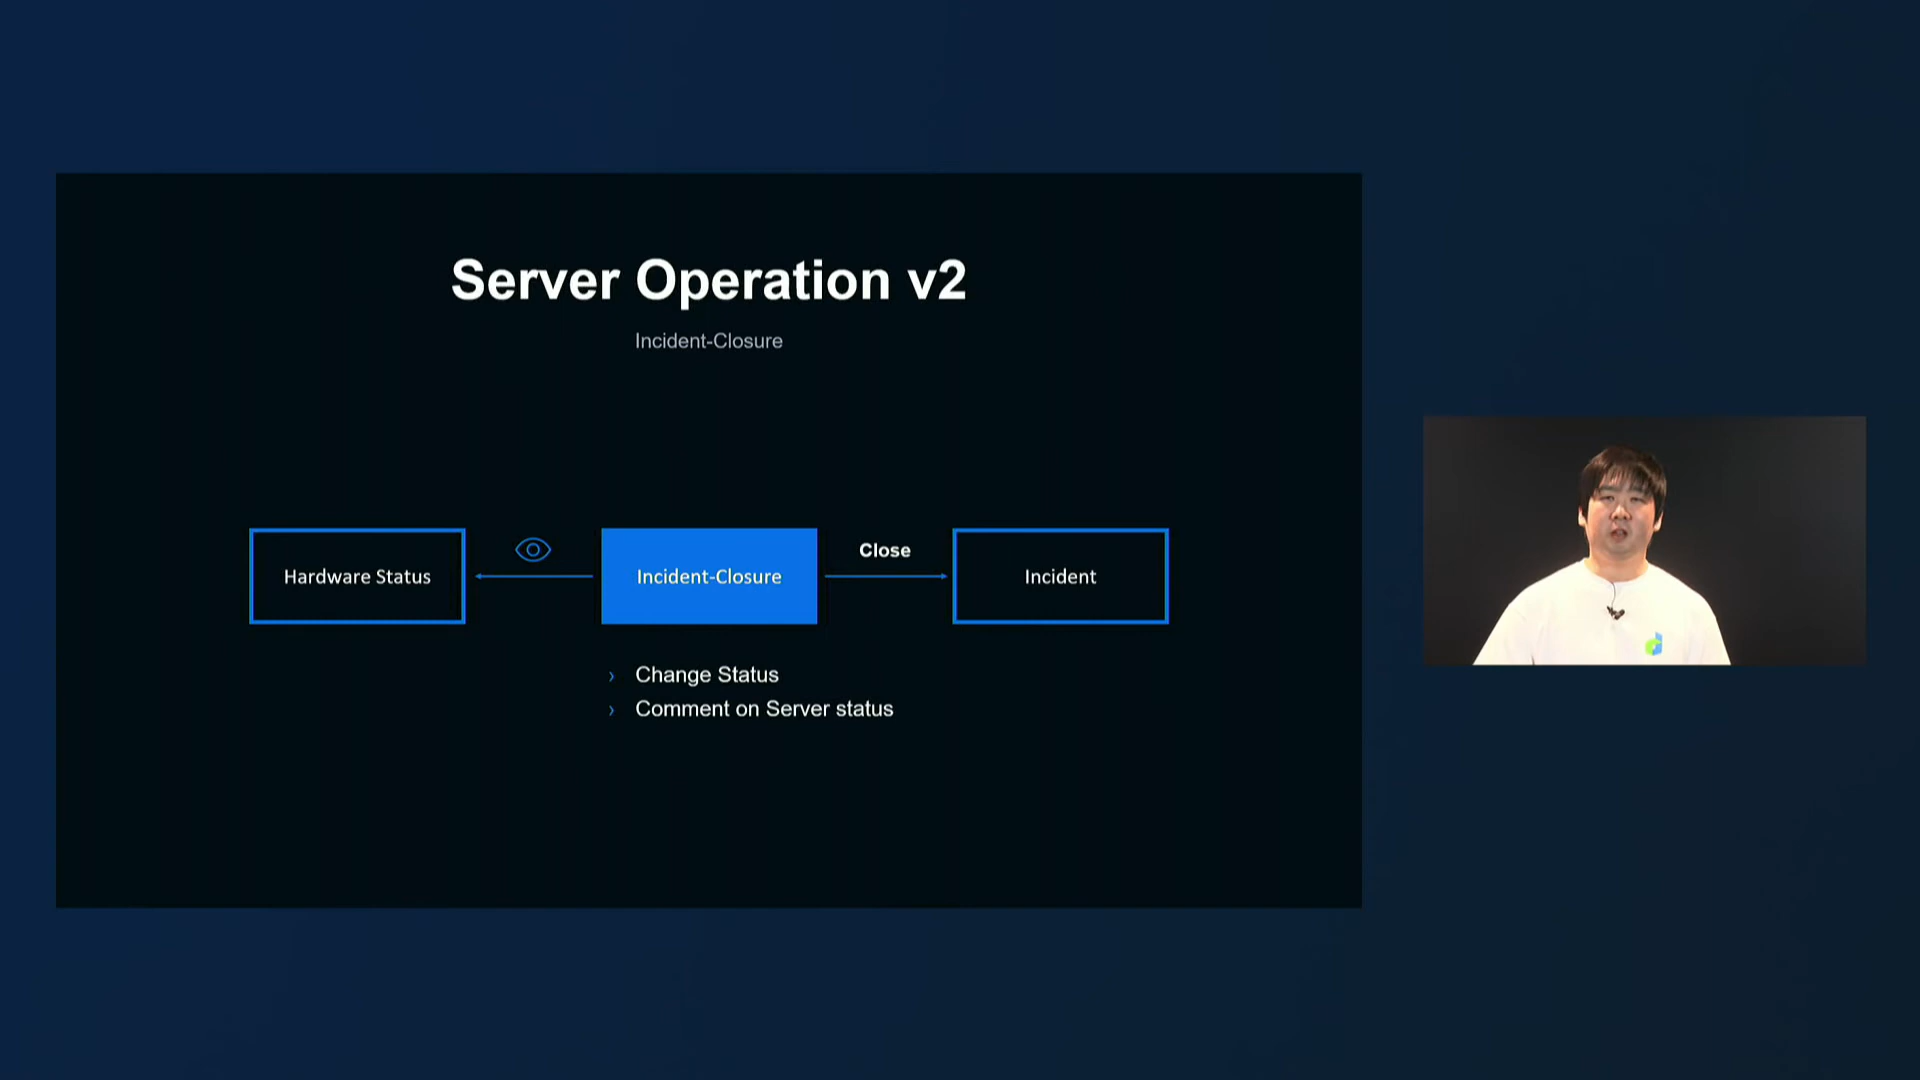 Server Operation v2
Incident-Closure
Hardware Status
Incident-Closure
Close
Incident
Change Status
Comment on Server status